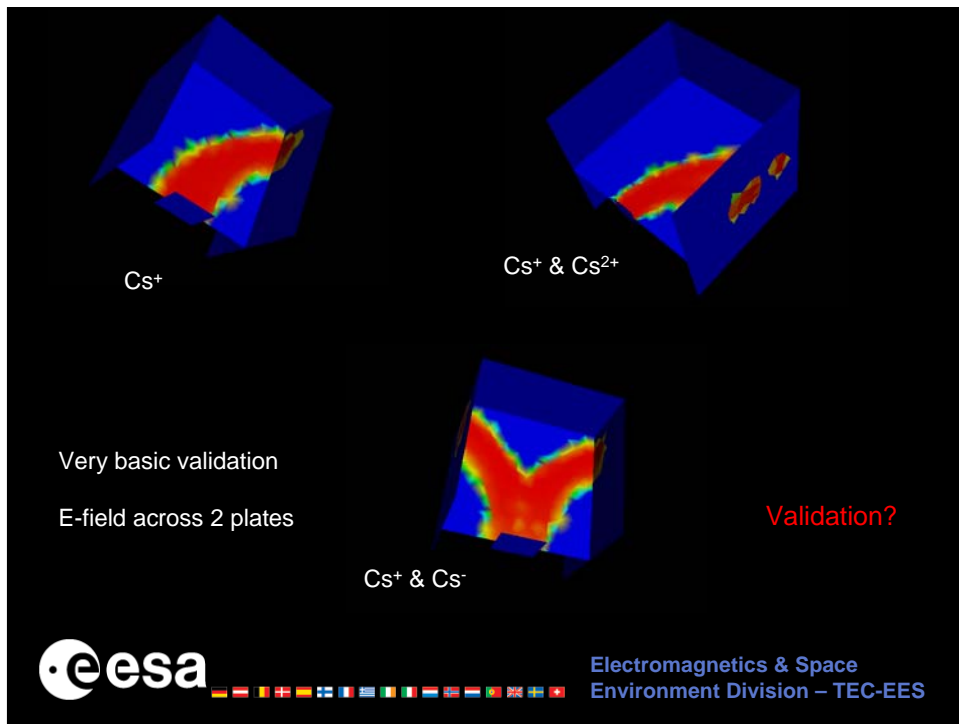 Cs⁺
Cs⁺ & Cs²⁺
Very basic validation
E-field across 2 plates
Validation?
Cs⁺ & Cs⁻
esa
Electromagnetics & Space
Environment Division – TEC-EES